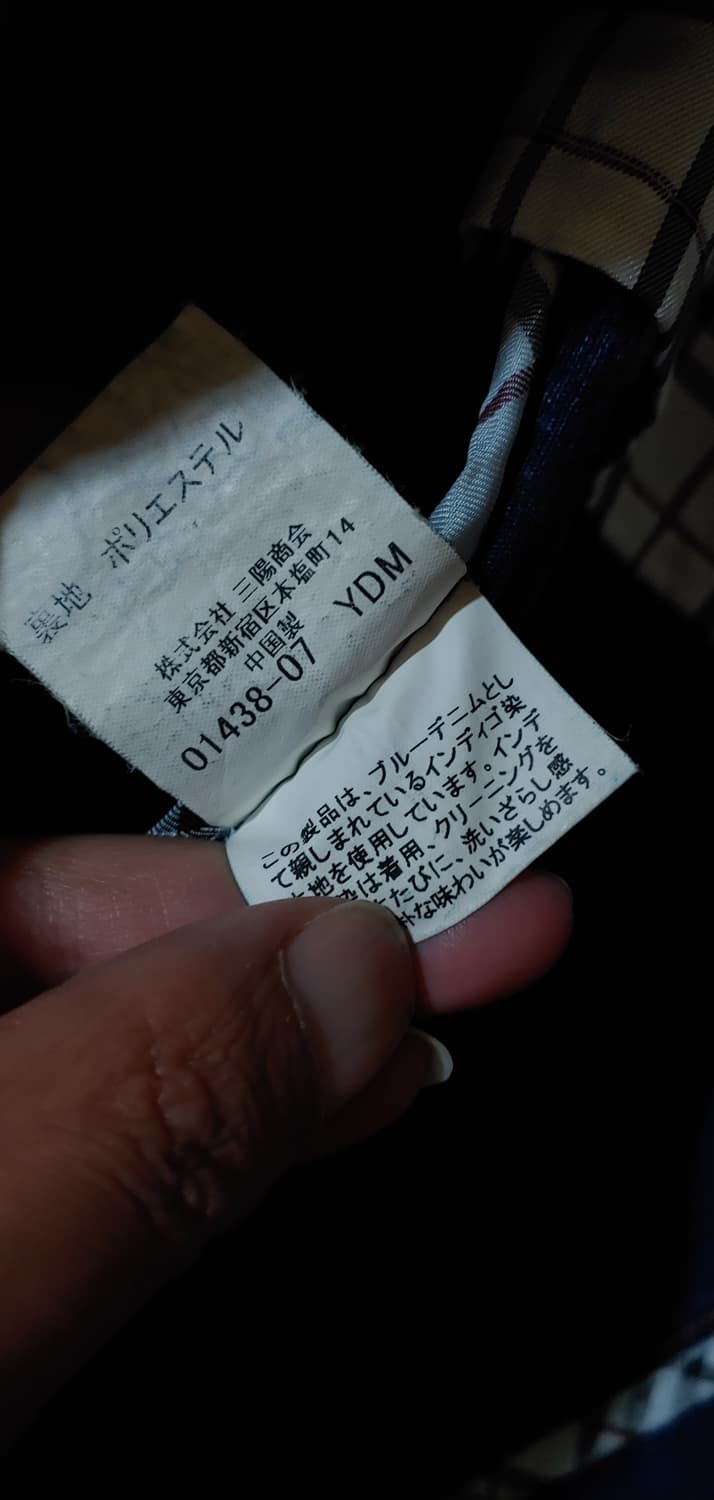 裏地 ポリエステル
株式会社 三陽商会
東京都新宿区本塩町14
中国製
01438-07 YDM
この製品は、ブルーデニムとし
て親しまれているインディゴ染
地を使用しています。インデ
染は着用、クリーニングを
たびに、洗いざらし感
朴な味わいが楽しめます。